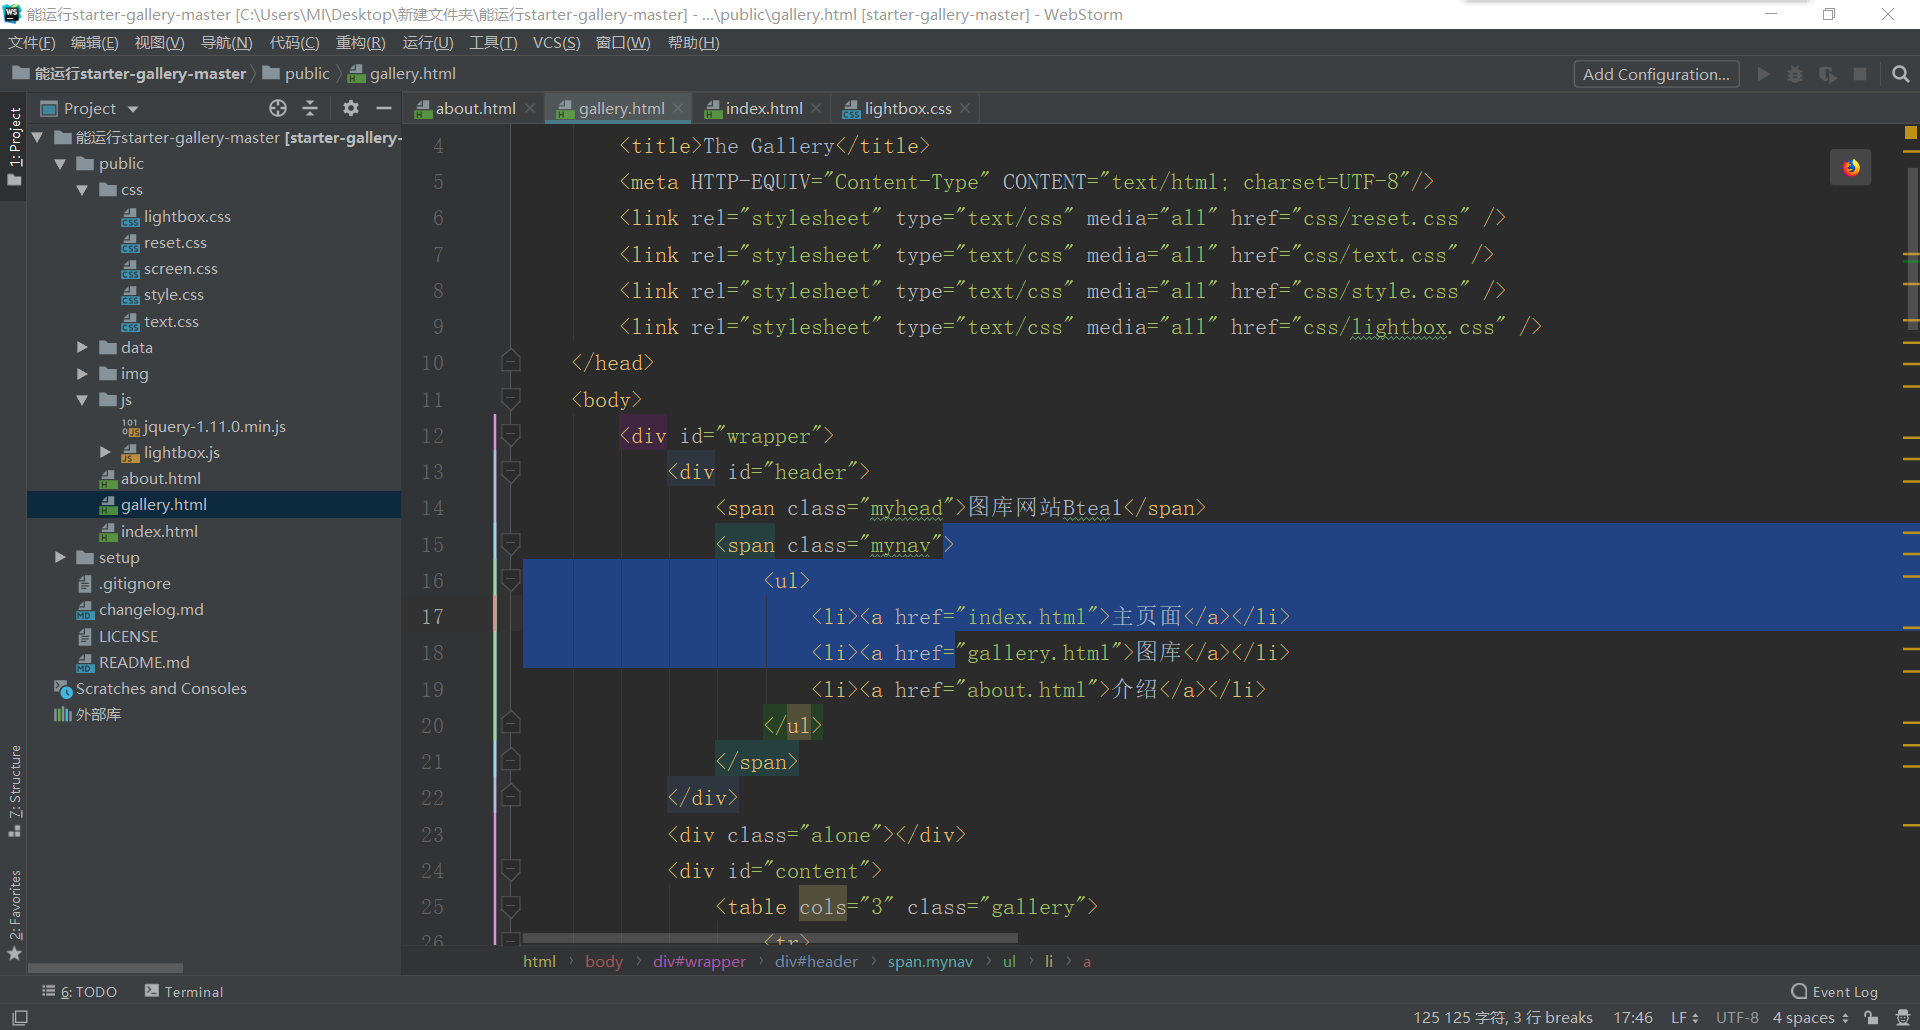 能运行starter-gallery-master [C:\Users\MI\Desktop\新建文件夹\能运行starter-gallery-master] - ...\public\gallery.html [starter-gallery-master] - WebStorm
文件(F) 编辑(E) 视图(V) 导航(N) 代码(C) 重构(R) 运行(U) 工具(T) VCS(S) 窗口(W) 帮助(H)
能运行starter-gallery-master public gallery.html
Add Configuration...
1: Project
7: Structure
2: Favorites
Project
能运行starter-gallery-master [starter-gallery-
public
css
lightbox.css
reset.css
screen.css
style.css
text.css
data
img
js
jquery-1.11.0.min.js
lightbox.js
about.html
gallery.html
index.html
setup
.gitignore
changelog.md
LICENSE
README.md
Scratches and Consoles
外部库
about.html gallery.html index.html lightbox.css
4 <title>The Gallery</title>
5 <meta HTTP-EQUIV="Content-Type" CONTENT="text/html; charset=UTF-8"/>
6 <link rel="stylesheet" type="text/css" media="all" href="css/reset.css" />
7 <link rel="stylesheet" type="text/css" media="all" href="css/text.css" />
8 <link rel="stylesheet" type="text/css" media="all" href="css/style.css" />
9 <link rel="stylesheet" type="text/css" media="all" href="css/lightbox.css" />
10 </head>
11 <body>
12 <div id="wrapper">
13 <div id="header">
14 <span class="myhead">图库网站Bteal</span>
15 <span class="mynav">
16 <ul>
17 <li><a href="index.html">主页面</a></li>
18 <li><a href="gallery.html">图库</a></li>
19 <li><a href="about.html">介绍</a></li>
20 </ul>
21 </span>
22 </div>
23 <div class="alone"></div>
24 <div id="content">
25 <table cols="3" class="gallery">
26 <tr>
html body div#wrapper div#header span.mynav ul li a
6: TODO Terminal Event Log
125 125 字符, 3 行 breaks 17:46 LF UTF-8 4 spaces